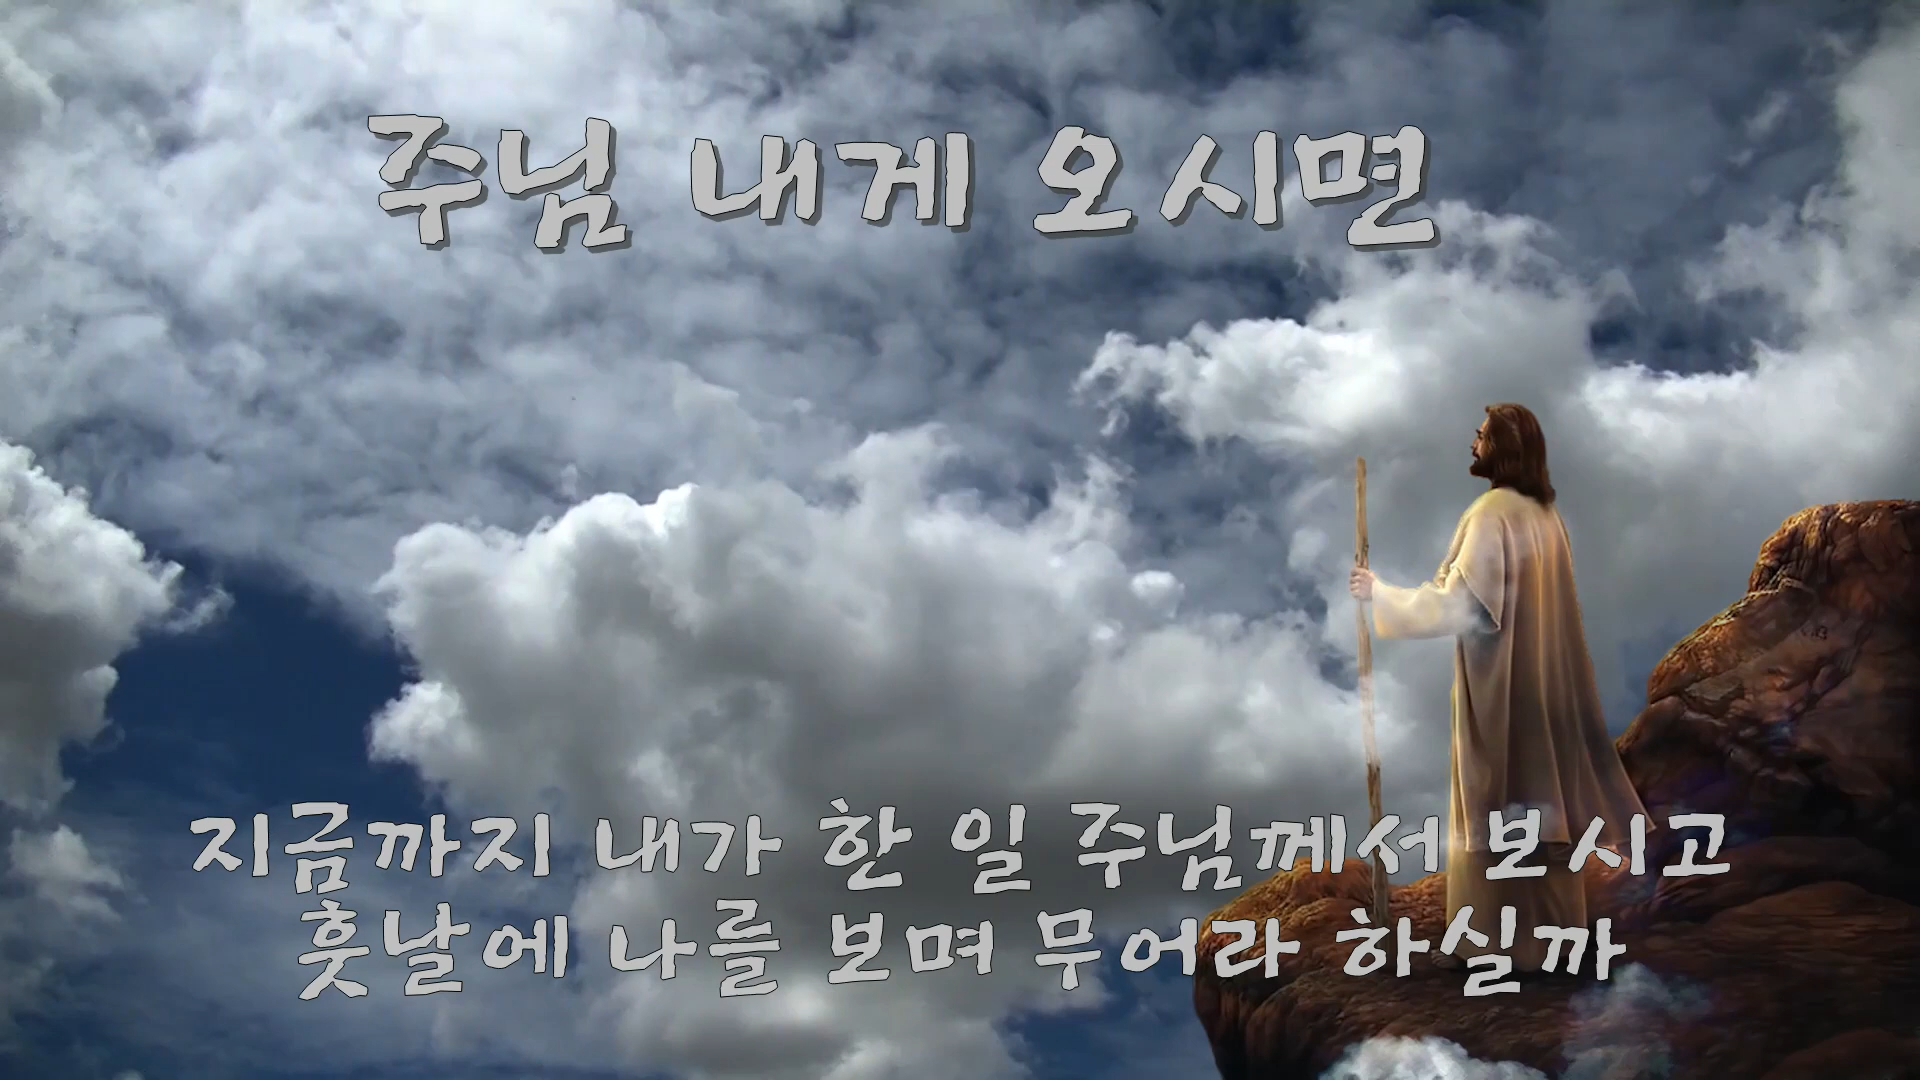 주님 내게 오시면
지금까지 내가 한 일 주님께서 보시고
훗날에 나를 보며 무어라 하실까